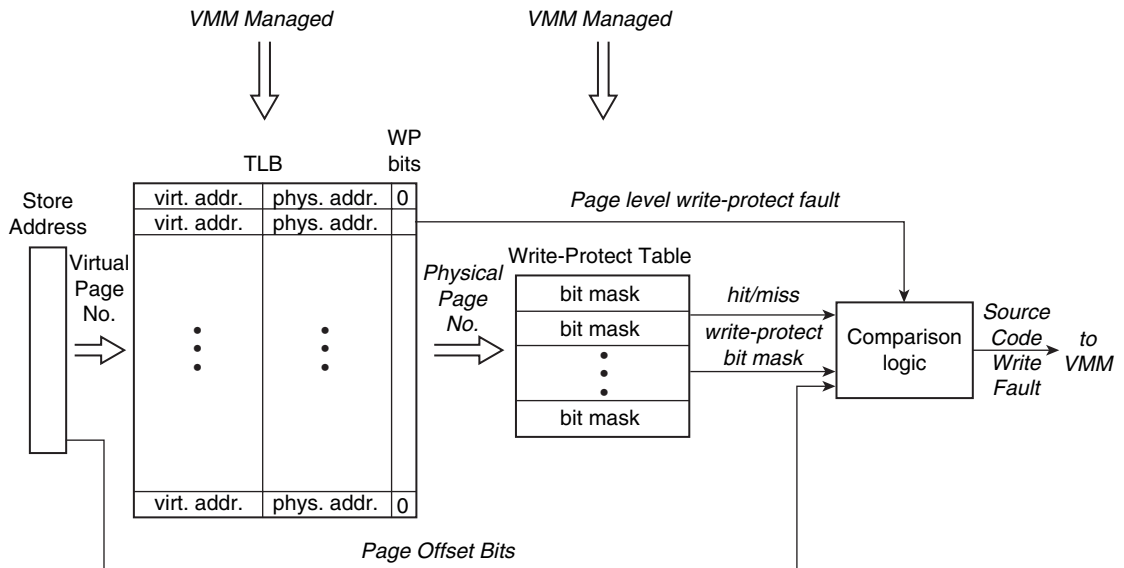 VMM Managed
VMM Managed
WP
bits
TLB
virt. addr.
phys. addr.
0
Store
Address
virt. addr.
phys. addr.
Page level write-protect fault
Virtual
Page
No.
Physical
Page
No.
Write-Protect Table
bit mask
bit mask
bit mask
hit/miss
write-protect
bit mask
Comparison
logic
Source
Code
Write
Fault
to
VMM
virt. addr.
phys. addr.
0
Page Offset Bits